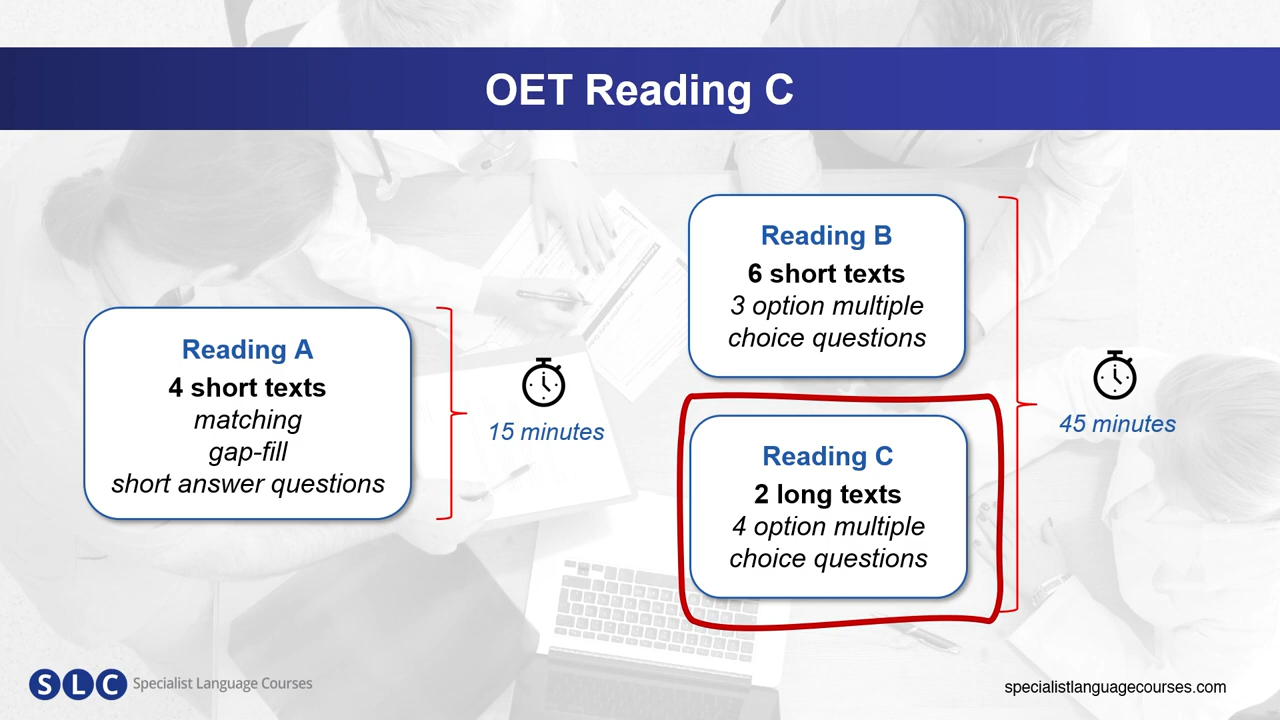 OET Reading C
Reading A
4 short texts
matching
gap-fill
short answer questions
15 minutes
Reading B
6 short texts
3 option multiple
choice questions
Reading C
2 long texts
4 option multiple
choice questions
45 minutes
SLC Specialist Language Courses
specialistlanguagecourses.com